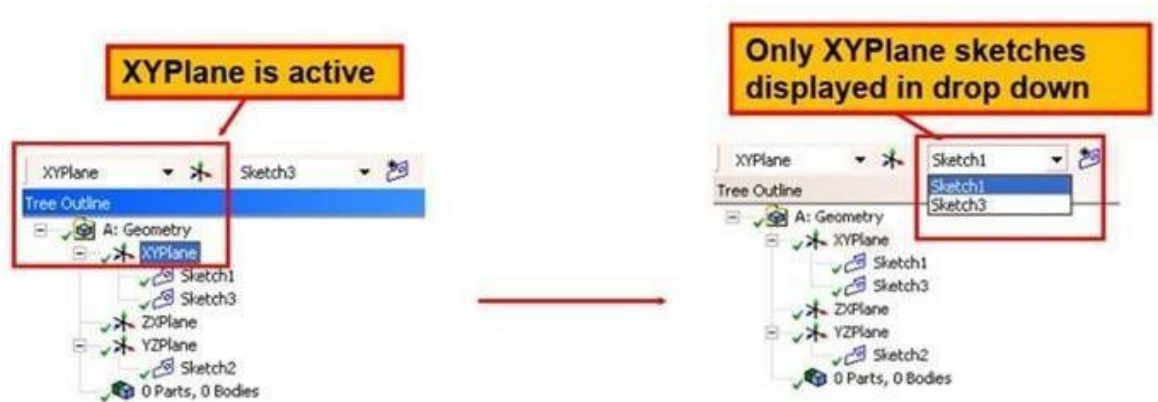 XYPlane is active
XYPlane Sketch3
Tree Outline
A: Geometry
XYPlane
Sketch1
Sketch3
ZXPlane
YZPlane
Sketch2
0 Parts, 0 Bodies
Only XYPlane sketches
displayed in drop down
XYPlane Sketch1
Sketch1
Sketch3
Tree Outline
A: Geometry
XYPlane
Sketch1
Sketch3
ZXPlane
YZPlane
Sketch2
0 Parts, 0 Bodies